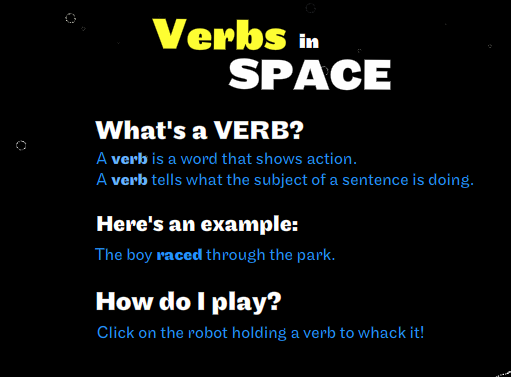 Verbs in
SPACE
What's a VERB?
A verb is a word that shows action.
A verb tells what the subject of a sentence is doing.
Here's an example:
The boy raced through the park.
How do I play?
Click on the robot holding a verb to whack it!